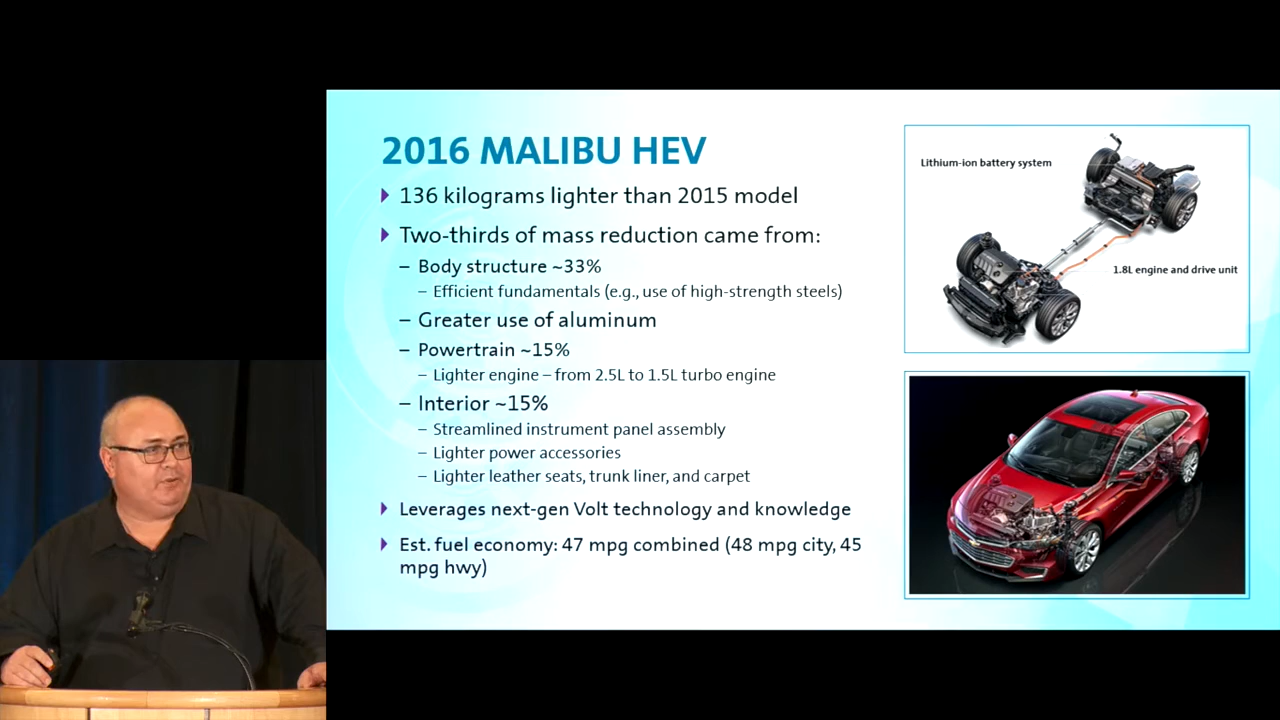 2016 MALIBU HEV
136 kilograms lighter than 2015 model
Two-thirds of mass reduction came from:
– Body structure ~33%
– Efficient fundamentals (e.g., use of high-strength steels)
– Greater use of aluminum
– Powertrain ~15%
– Lighter engine – from 2.5L to 1.5L turbo engine
– Interior ~15%
– Streamlined instrument panel assembly
– Lighter power accessories
– Lighter leather seats, trunk liner, and carpet
Leverages next-gen Volt technology and knowledge
Est. fuel economy: 47 mpg combined (48 mpg city, 45
mpg hwy)
Lithium-ion battery system
1.8L engine and drive unit